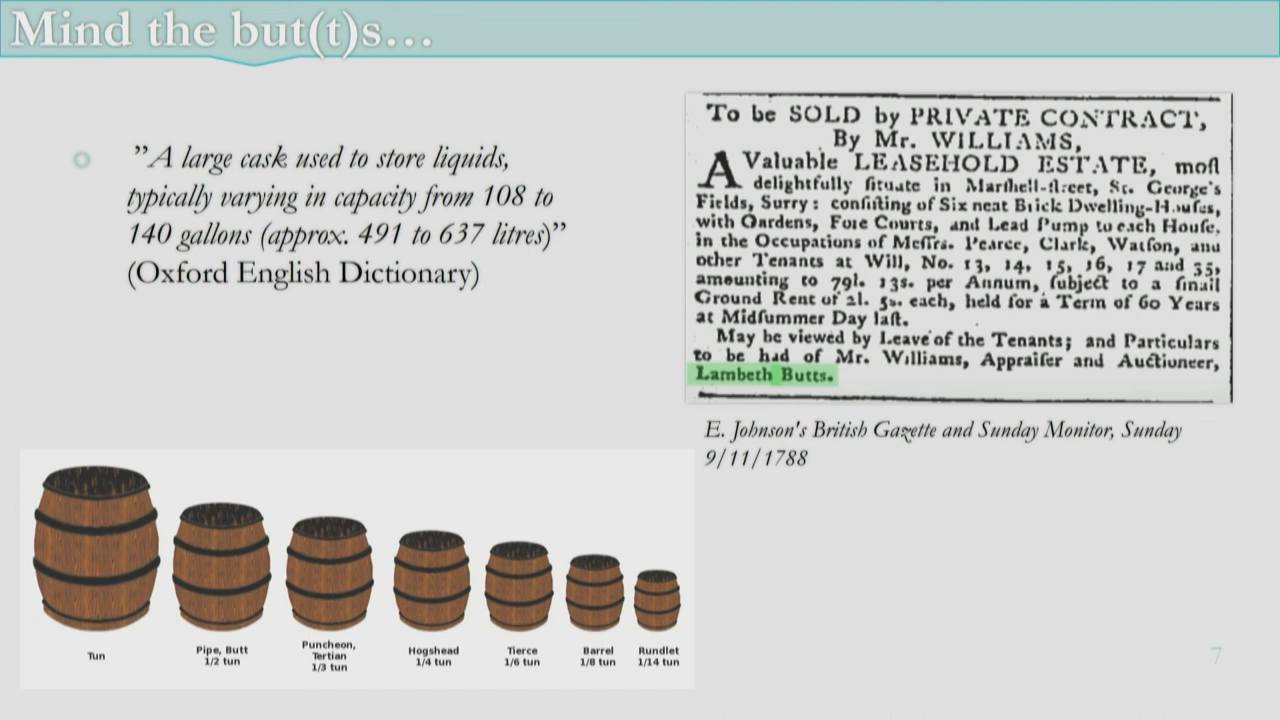 Mind the but(t)s...
”A large cask used to store liquids,
typically varying in capacity from 108 to
140 gallons (approx. 491 to 637 litres)”
(Oxford English Dictionary)
To be SOLD by PRIVATE CONTRACT,
By Mr. WILLIAMS,
A Valuable LEASEHOLD ESTATE, moſt
delightfully ſituate in Marſhell-ſtreet, St. George's
Fields, Surry: conſiſting of Six neat Brick Dwelling-Houſes,
with Gardens, Fore Courts, and Lead Pump to each Houſe,
in the Occupations of Meſſrs. Pearce, Clark, Watſon, and
other Tenants at Will, No. 13, 14, 15, 16, 17 and 35,
amounting to 79l. 13s. per Annum, ſubject to a ſmall
Ground Rent of 2l. 5s. each, held for a Term of 60 Years
at Midſummer Day laſt.
May be viewed by Leave of the Tenants; and Particulars
to be had of Mr. Williams, Appraiſer and Auctioneer,
Lambeth Butts.
E. Johnson's British Gazette and Sunday Monitor, Sunday
9/11/1788
Tun
Pipe, Butt
1/2 tun
Puncheon,
Tertian
1/3 tun
Hogshead
1/4 tun
Tierce
1/6 tun
Barrel
1/8 tun
Rundlet
1/14 tun
7